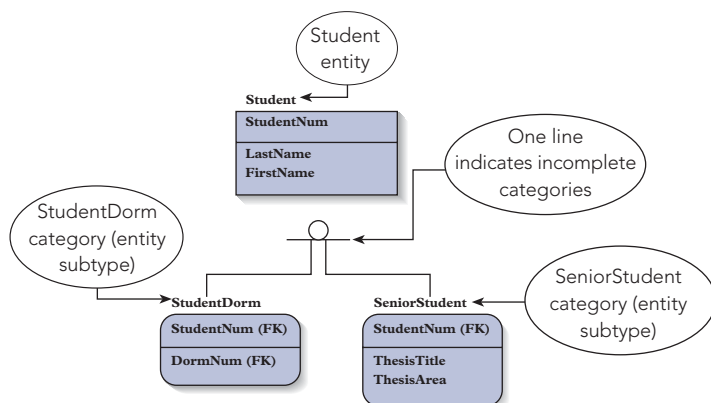 Student
entity
Student
StudentNum
LastName
FirstName
One line
indicates incomplete
categories
StudentDorm
category (entity
subtype)
SeniorStudent
category (entity
subtype)
StudentDorm
StudentNum (FK)
DormNum (FK)
SeniorStudent
StudentNum (FK)
ThesisTitle
ThesisArea